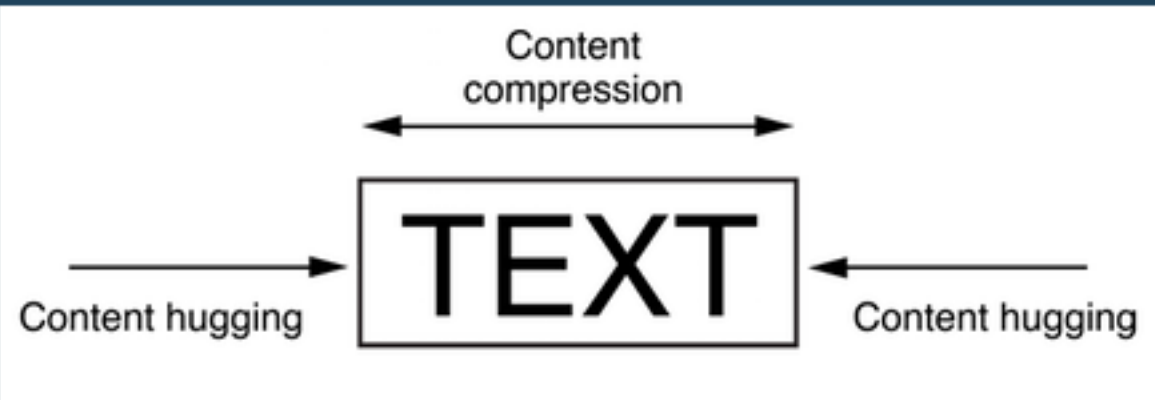 Content
compression
TEXT
Content hugging
Content hugging